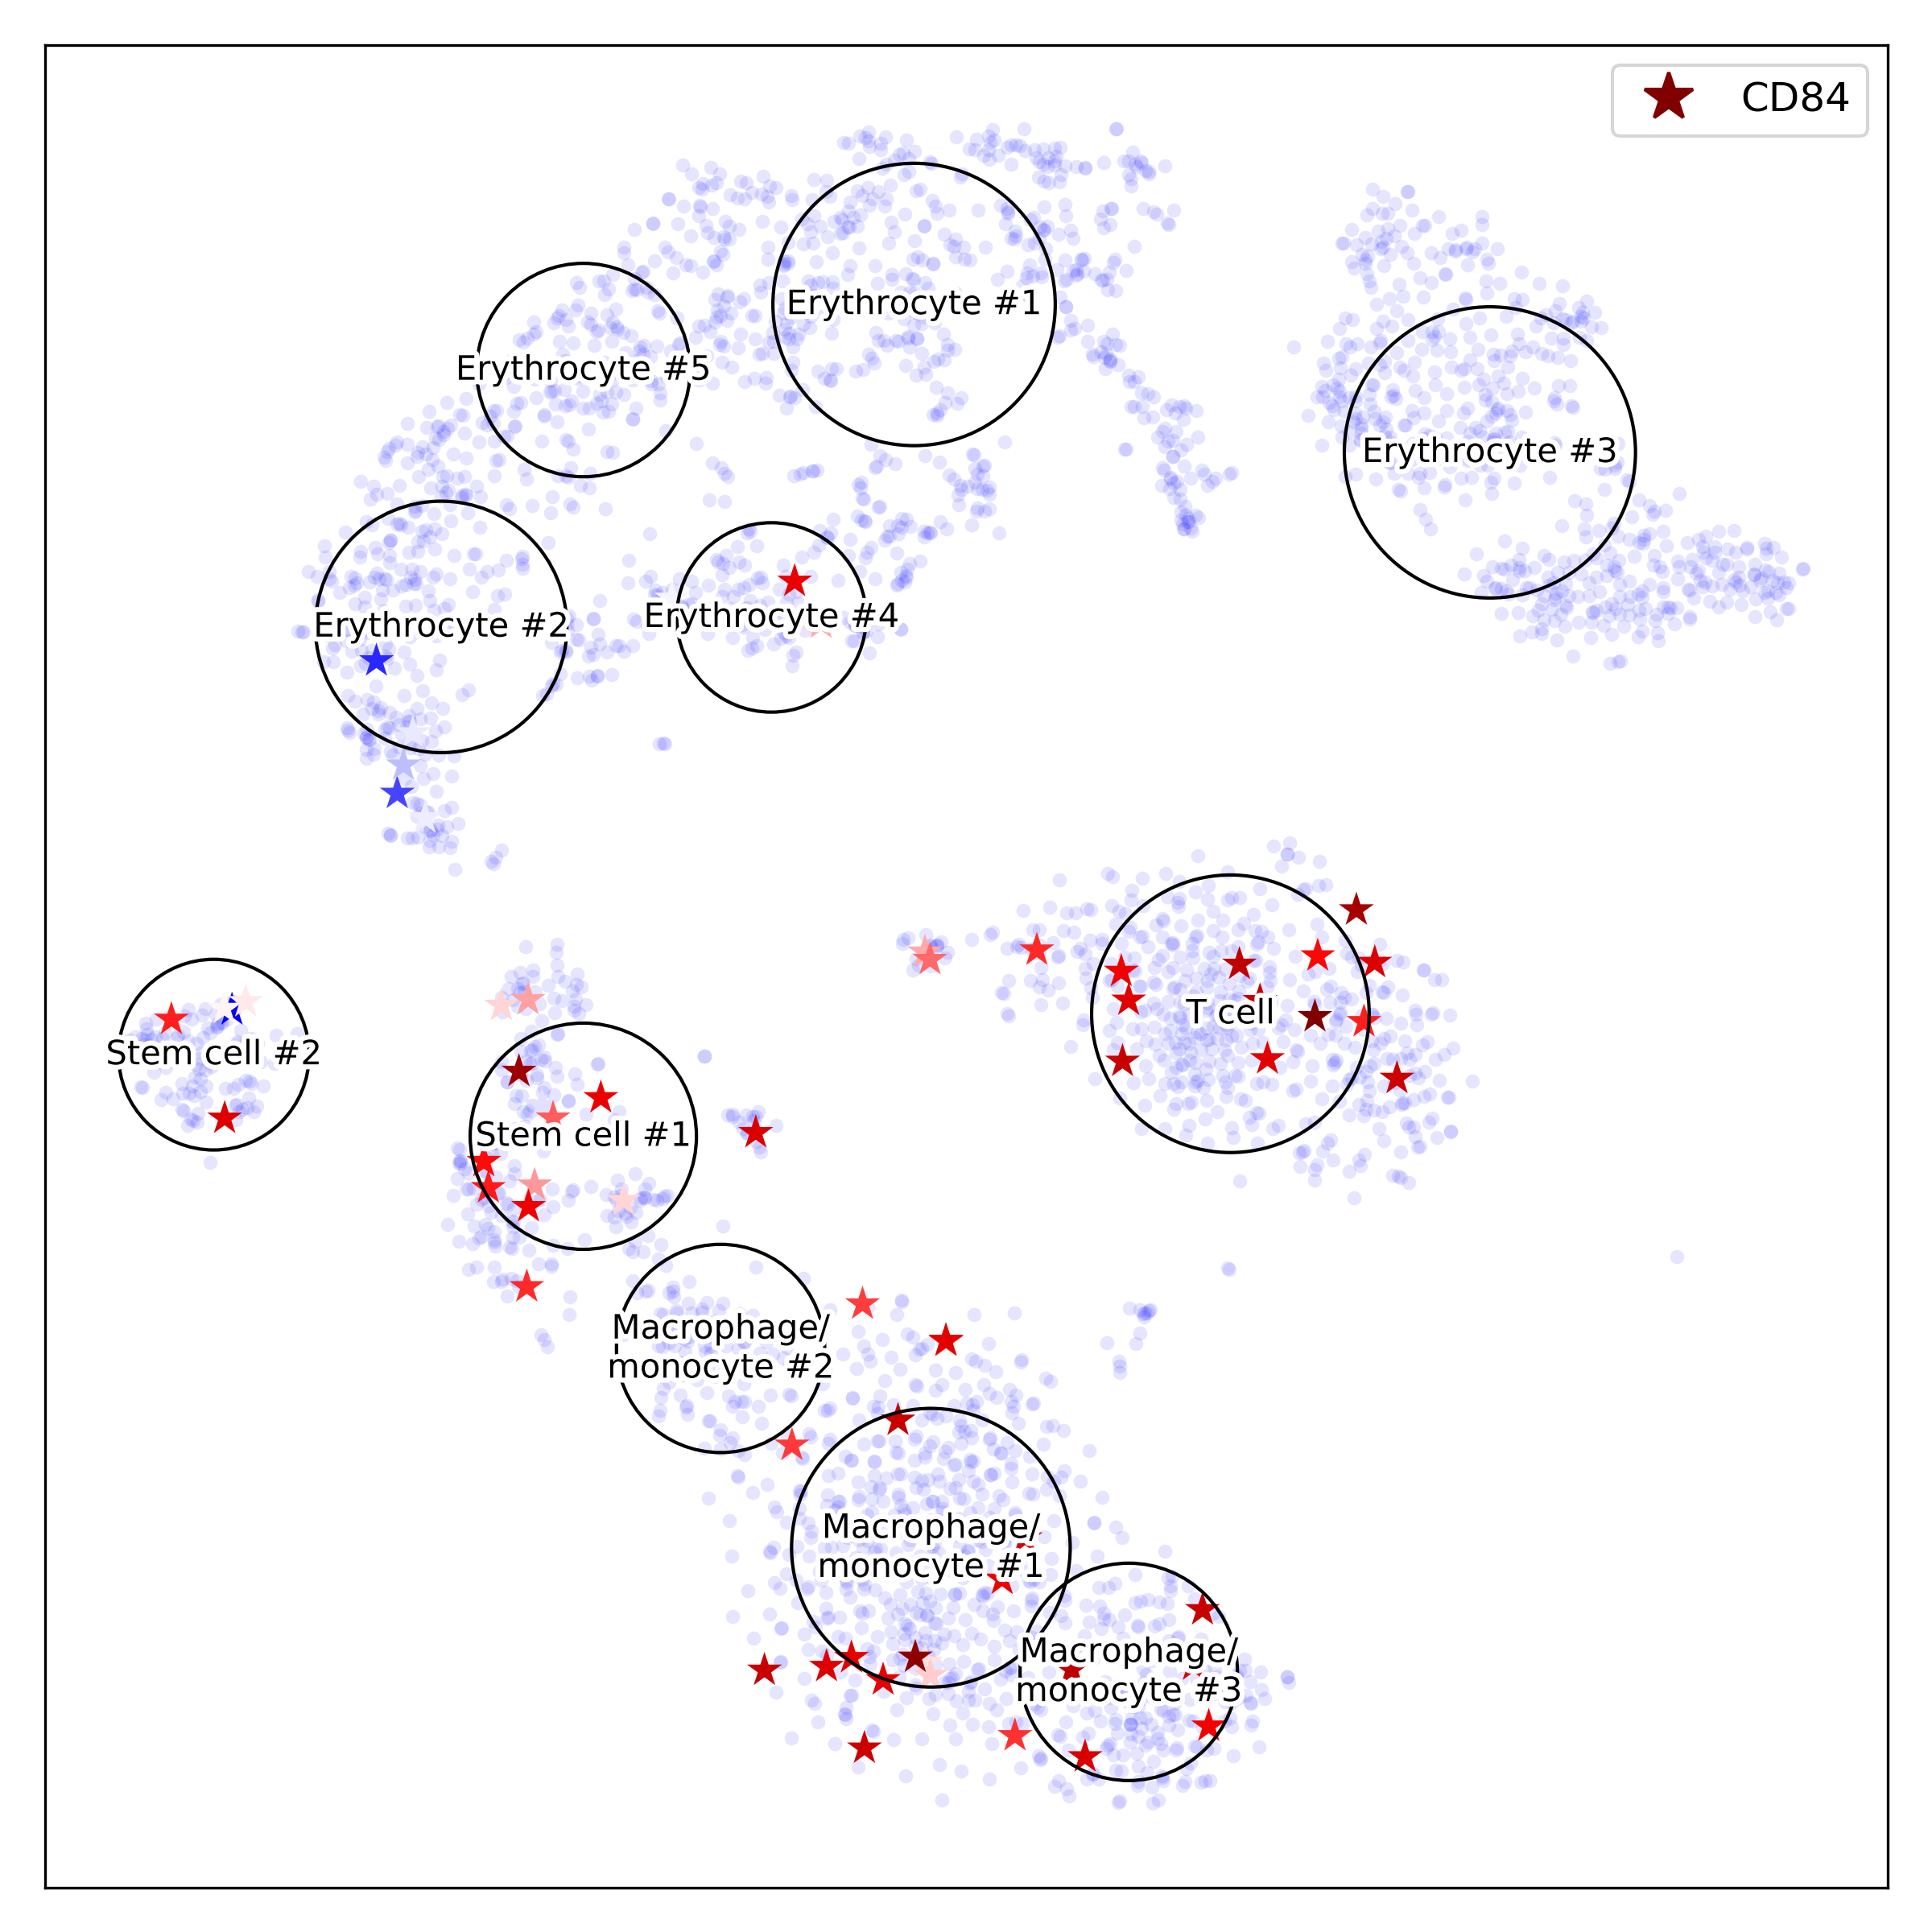 CD84
Erythrocyte #1
Erythrocyte #5
Erythrocyte #3
Erythrocyte #4
Erythrocyte #2
T cell
Stem cell #2
Stem cell #1
Macrophage/
monocyte #2
Macrophage/
monocyte #1
Macrophage/
monocyte #3